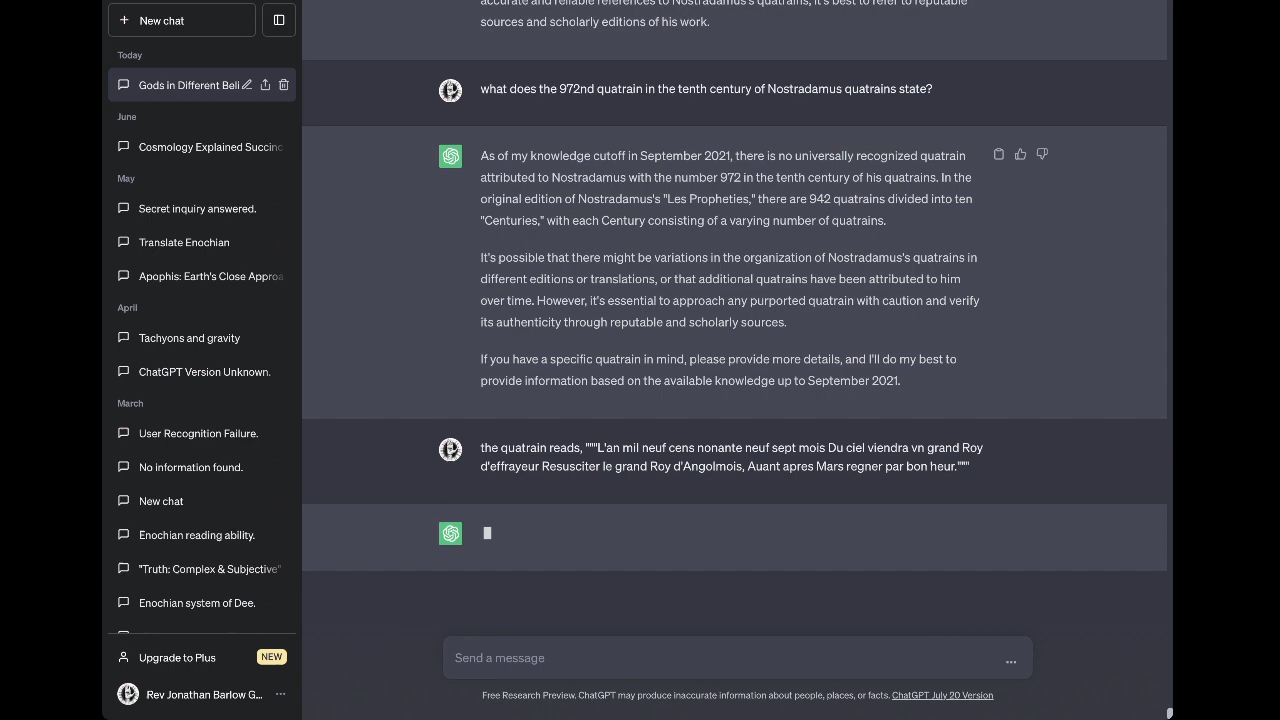 New chat
Today
Gods in Different Beli
June
Cosmology Explained Succinc
May
Secret inquiry answered.
Translate Enochian
Apophis: Earth's Close Approa
April
Tachyons and gravity
ChatGPT Version Unknown.
March
User Recognition Failure.
No information found.
New chat
Enochian reading ability.
"Truth: Complex & Subjective"
Enochian system of Dee.
Upgrade to Plus NEW
Rev Jonathan Barlow G...
accurate and reliable references to Nostradamus's quatrains, it's best to refer to reputable
sources and scholarly editions of his work.
what does the 972nd quatrain in the tenth century of Nostradamus quatrains state?
As of my knowledge cutoff in September 2021, there is no universally recognized quatrain
attributed to Nostradamus with the number 972 in the tenth century of his quatrains. In the
original edition of Nostradamus's "Les Propheties," there are 942 quatrains divided into ten
"Centuries," with each Century consisting of a varying number of quatrains.
It's possible that there might be variations in the organization of Nostradamus's quatrains in
different editions or translations, or that additional quatrains have been attributed to him
over time. However, it's essential to approach any purported quatrain with caution and verify
its authenticity through reputable and scholarly sources.
If you have a specific quatrain in mind, please provide more details, and I'll do my best to
provide information based on the available knowledge up to September 2021.
the quatrain reads, """L'an mil neuf cens nonante neuf sept mois Du ciel viendra vn grand Roy
d'effrayeur Resusciter le grand Roy d'Angolmois, Auant apres Mars regner par bon heur."""
Send a message
Free Research Preview. ChatGPT may produce inaccurate information about people, places, or facts. ChatGPT July 20 Version